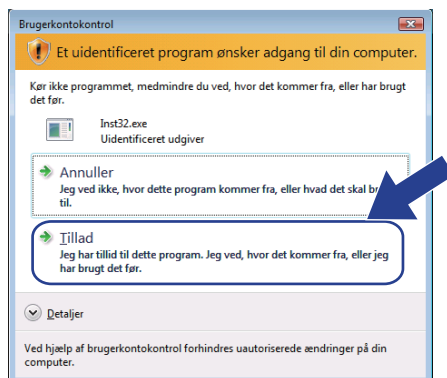 Brugerkontokontrol
Et uidentificeret program ønsker adgang til din computer.
Kør ikke programmet, medmindre du ved, hvor det kommer fra, eller har brugt
det før.
Inst32.exe
Uidentificeret udgiver
Annuller
Jeg ved ikke, hvor dette program kommer fra, eller hvad det skal
til.
Tillad
Jeg har tillid til dette program. Jeg ved, hvor det kommer fra, eller jeg
har brugt det før.
Detaljer
Ved hjælp af brugerkontokontrol forhindres uautoriserede ændringer på din
computer.